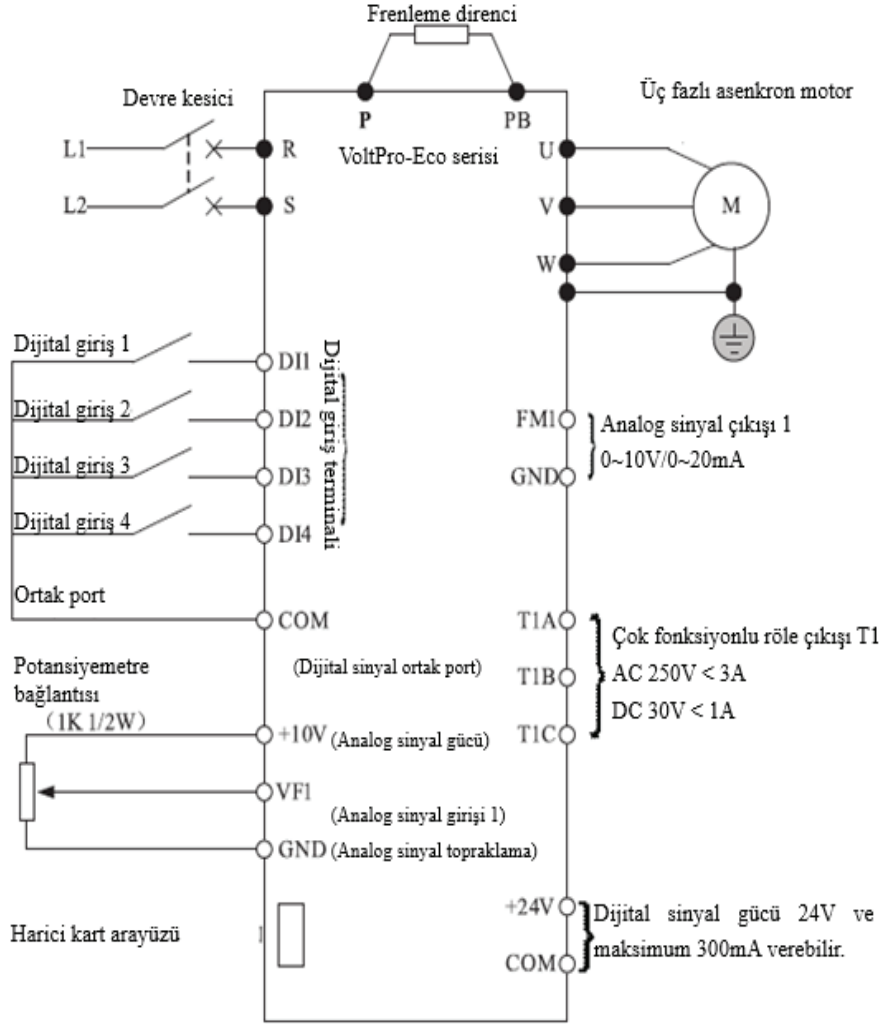 Frenleme direnci
Devre kesici
Üç fazlı asenkron motor
P
PB
L1
R
VoltPro-Eco serisi
U
L2
S
V
M
W
Dijital giriş 1
DI1
Dijital giriş 2
DI2
Dijital giriş 3
DI3
Dijital giriş 4
DI4
Dijital giriş terminali
FM1
GND
Analog sinyal çıkışı 1
0~10V/0~20mA
Ortak port
COM
(Dijital sinyal ortak port)
T1A
T1B
T1C
Çok fonksiyonlu röle çıkışı T1
AC 250V < 3A
DC 30V < 1A
Potansiyemetre
bağlantısı
(1K 1/2W)
+10V (Analog sinyal gücü)
VF1
(Analog sinyal girişi 1)
GND (Analog sinyal topraklama)
Harici kart arayüzü
+24V
COM
Dijital sinyal gücü 24V ve
maksimum 300mA verebilir.